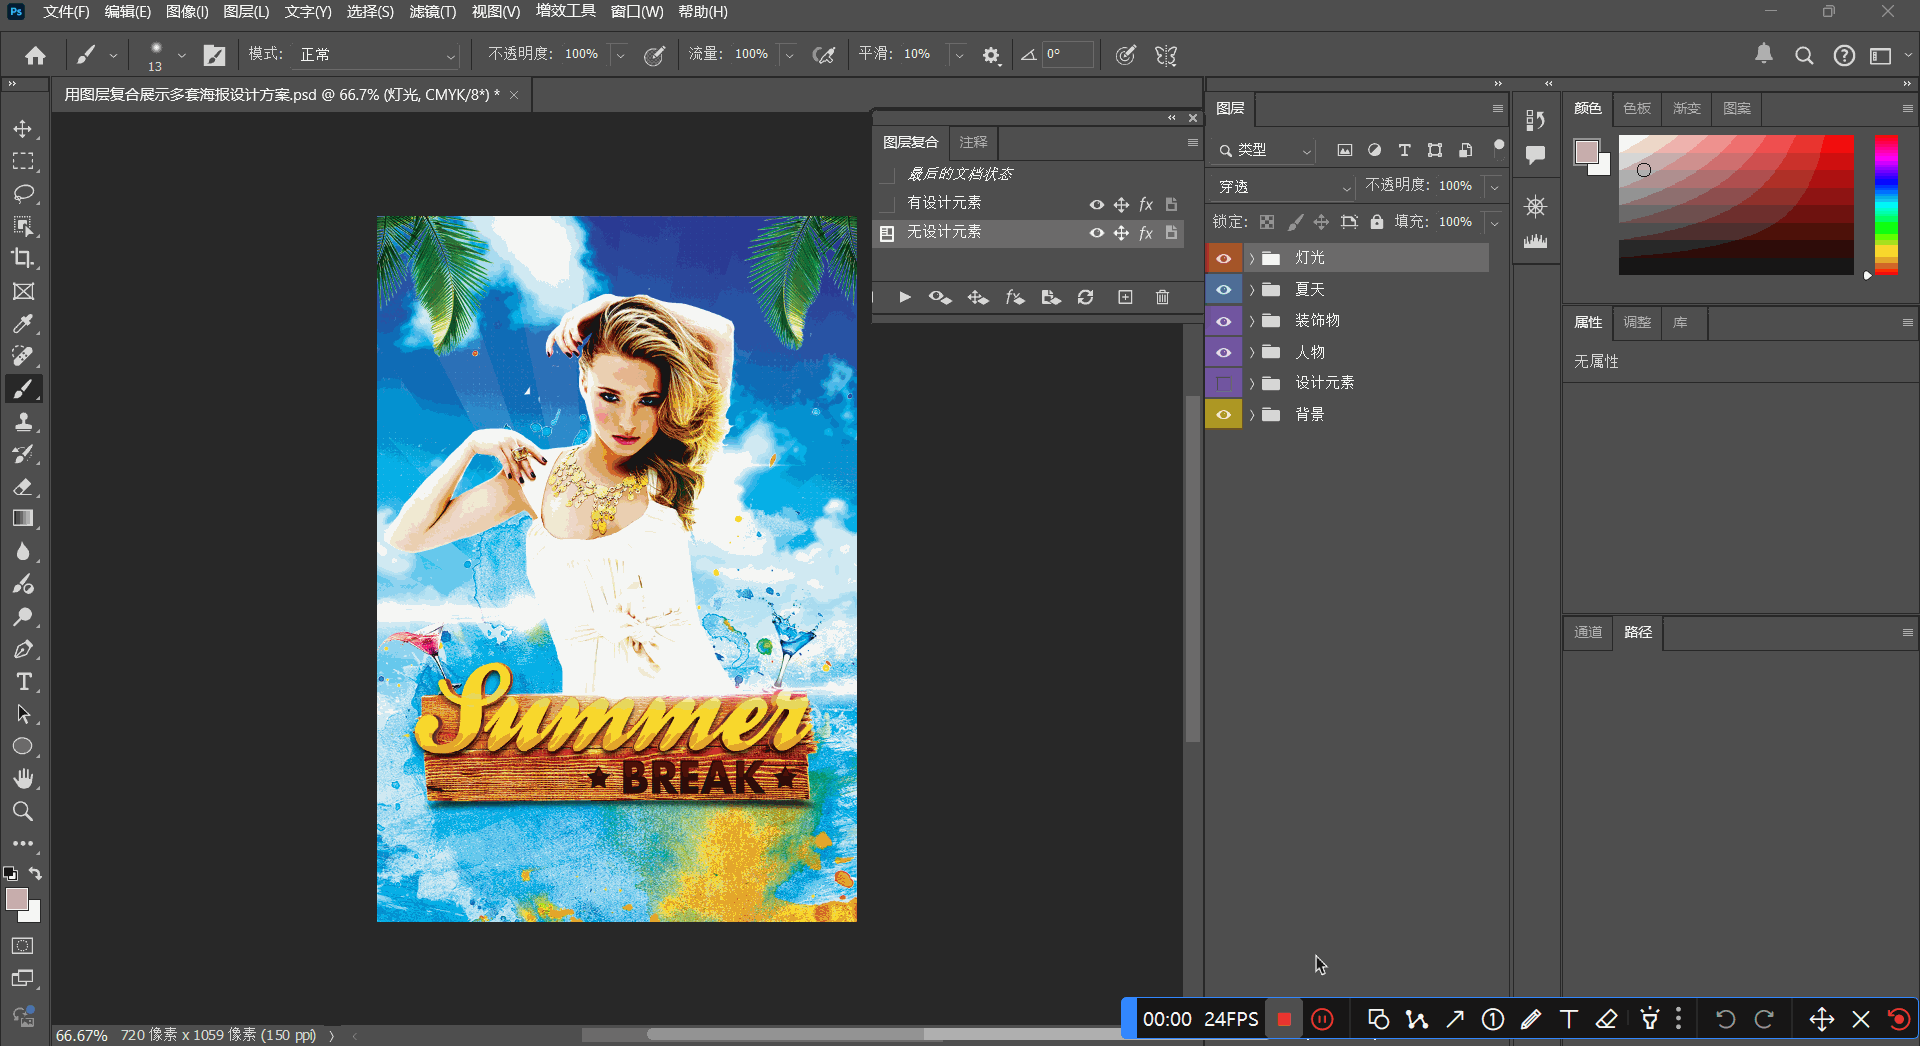 Ps 文件(F) 编辑(E) 图像(I) 图层(L) 文字(Y) 选择(S) 滤镜(T) 视图(V) 增效工具 窗口(W) 帮助(H)
13 模式: 正常 不透明度: 100% 流量: 100% 平滑: 10% 0°
用图层复合展示多套海报设计方案.psd @ 66.7% (灯光, CMYK/8*) * ×
图层复合 注释
最后的文档状态
有设计元素 fx
无设计元素 fx
fx
Summer
BREAK
图层
类型
穿透 不透明度: 100%
锁定: 填充: 100%
灯光
夏天
装饰物
人物
设计元素
背景
颜色 色板 渐变 图案
属性 调整 库
无属性
通道 路径
66.67% 720 像素 x 1059 像素 (150 ppi)
00:00 24FPS 1 T